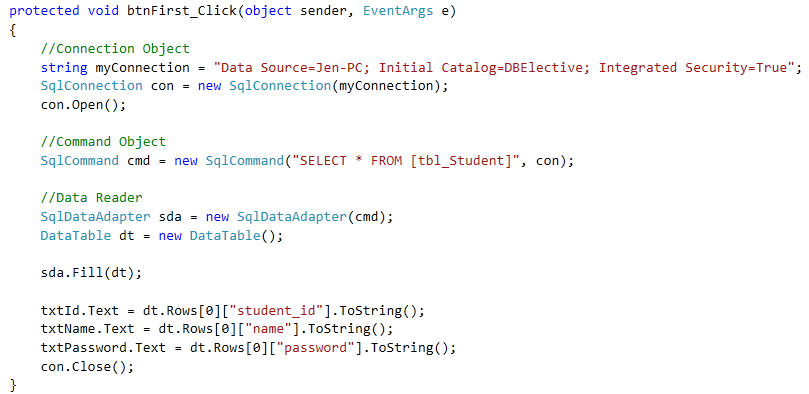 protected void btnFirst_Click(object sender, EventArgs e)
{
    //Connection Object
    string myConnection = "Data Source=Jen-PC; Initial Catalog=DBElective; Integrated Security=True";
    SqlConnection con = new SqlConnection(myConnection);
    con.Open();

    //Command Object
    SqlCommand cmd = new SqlCommand("SELECT * FROM [tbl_Student]", con);

    //Data Reader
    SqlDataAdapter sda = new SqlDataAdapter(cmd);
    DataTable dt = new DataTable();

    sda.Fill(dt);

    txtId.Text = dt.Rows[0]["student_id"].ToString();
    txtName.Text = dt.Rows[0]["name"].ToString();
    txtPassword.Text = dt.Rows[0]["password"].ToString();
    con.Close();
}